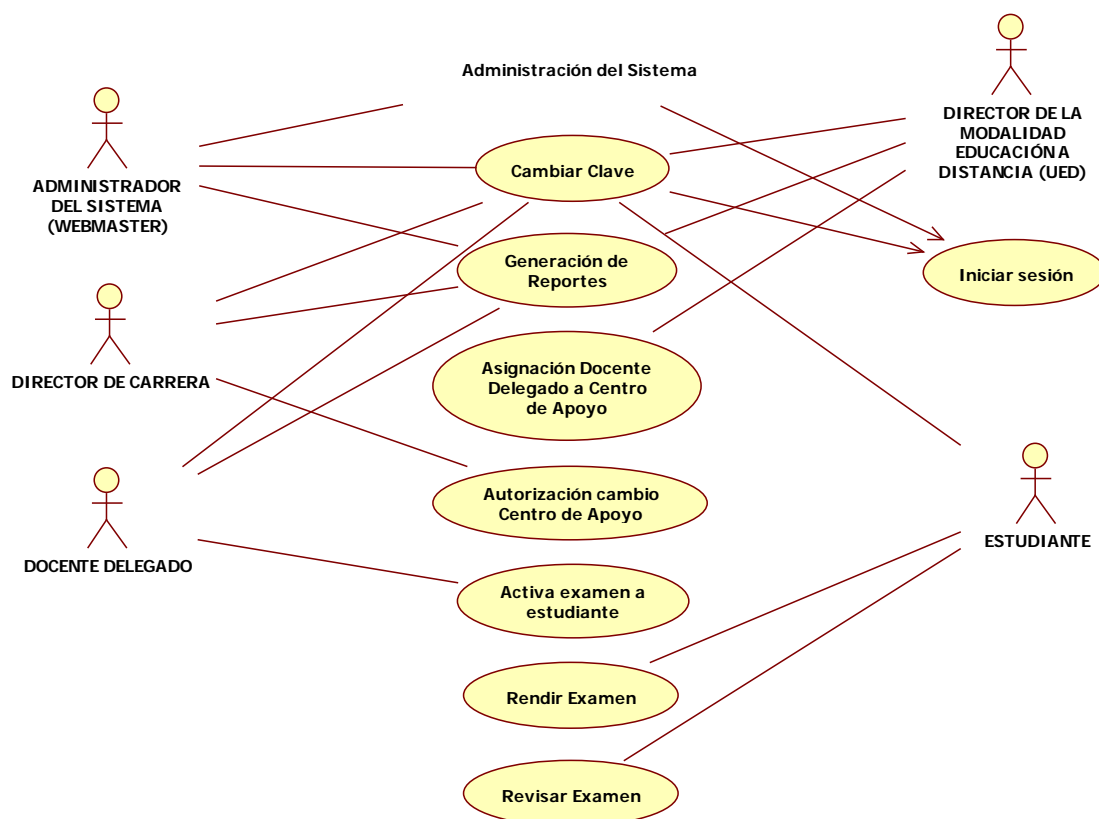 Administración del Sistema
DIRECTOR DE LA
MODALIDAD
EDUCACIÓN A
DISTANCIA (UED)
ADMINISTRADOR
DEL SISTEMA
(WEBMASTER)
Cambiar Clave
Generación de
Reportes
Iniciar sesión
DIRECTOR DE CARRERA
Asignación Docente
Delegado a Centro
de Apoyo
Autorización cambio
Centro de Apoyo
DOCENTE DELEGADO
ESTUDIANTE
Activa examen a
estudiante
Rendir Examen
Revisar Examen